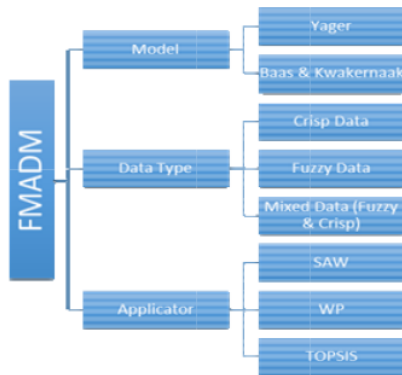 FMADM
Model
Yager
Baas & Kwakernaak
Data Type
Crisp Data
Fuzzy Data
Mixed Data (Fuzzy
& Crisp)
Applicator
SAW
WP
TOPSIS